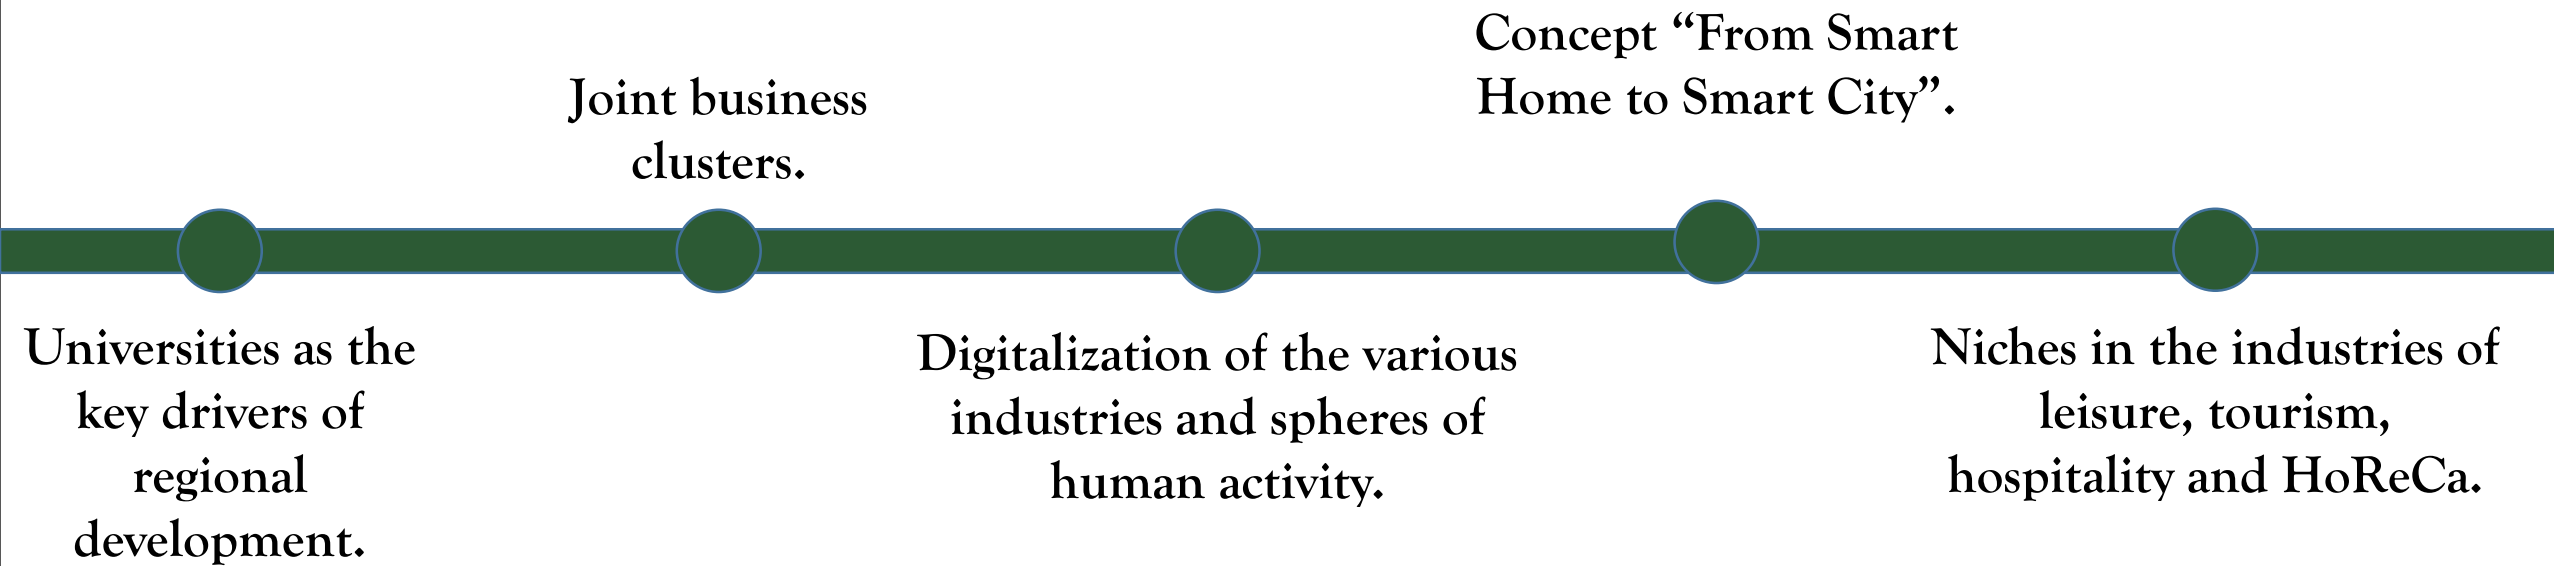 Universities as the
key drivers of
regional
development.
Joint business
clusters.
Digitalization of the various
industries and spheres of
human activity.
Concept “From Smart
Home to Smart City”.
Niches in the industries of
leisure, tourism,
hospitality and HoReCa.